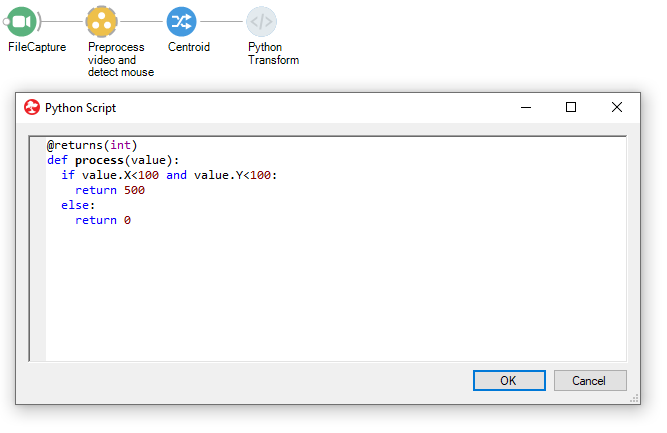 FileCapture
Preprocess
video and
detect mouse
Centroid
Python
Transform
Python Script
@returns(int)
def process(value):
  if value.X<100 and value.Y<100:
    return 500
  else:
    return 0
OK
Cancel